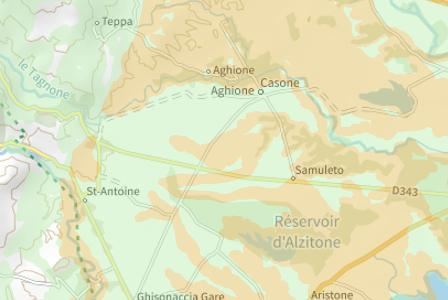 Teppa
le Tagnone
Aghione
Casone
Aghione
Samuleto
D343
St-Antoine
Réservoir
d'Alzitone
Ghisonaccia Gare
Aristone